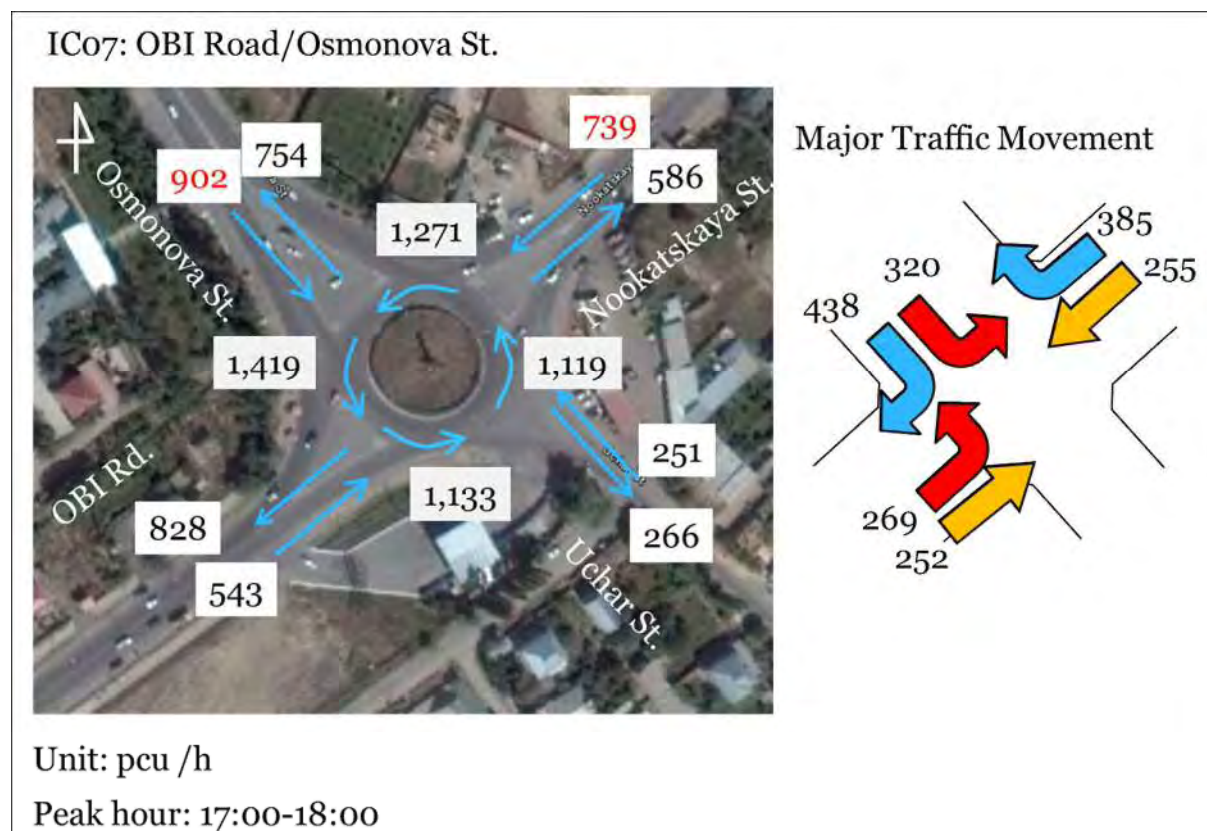 IC07: OBI Road/Osmonova St.
739
754
586
902
Nookatskay
Major Traffic Movement
Osmonova St.
1,271
Nookatskaya St.
385
320
255
438
1,419
1,119
OBI Rd.
251
828
1,133
266
269
252
543
Uchar St.
Unit: pcu /h
Peak hour: 17:00-18:00